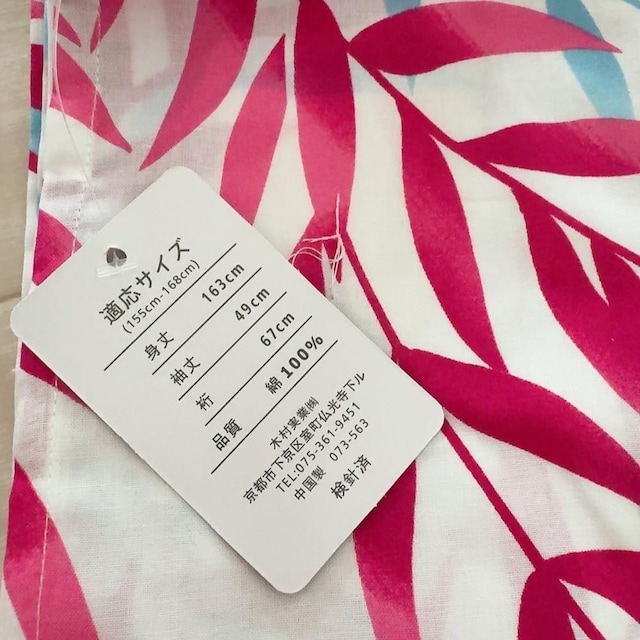 適応サイズ
(155cm-168cm)
身丈 163cm
袖丈 49cm
裄 67cm
品質 綿100%
木村実業㈱
京都市下京区室町仏光寺下ル
TEL:075-361-9451
中国製 073-563
検針済